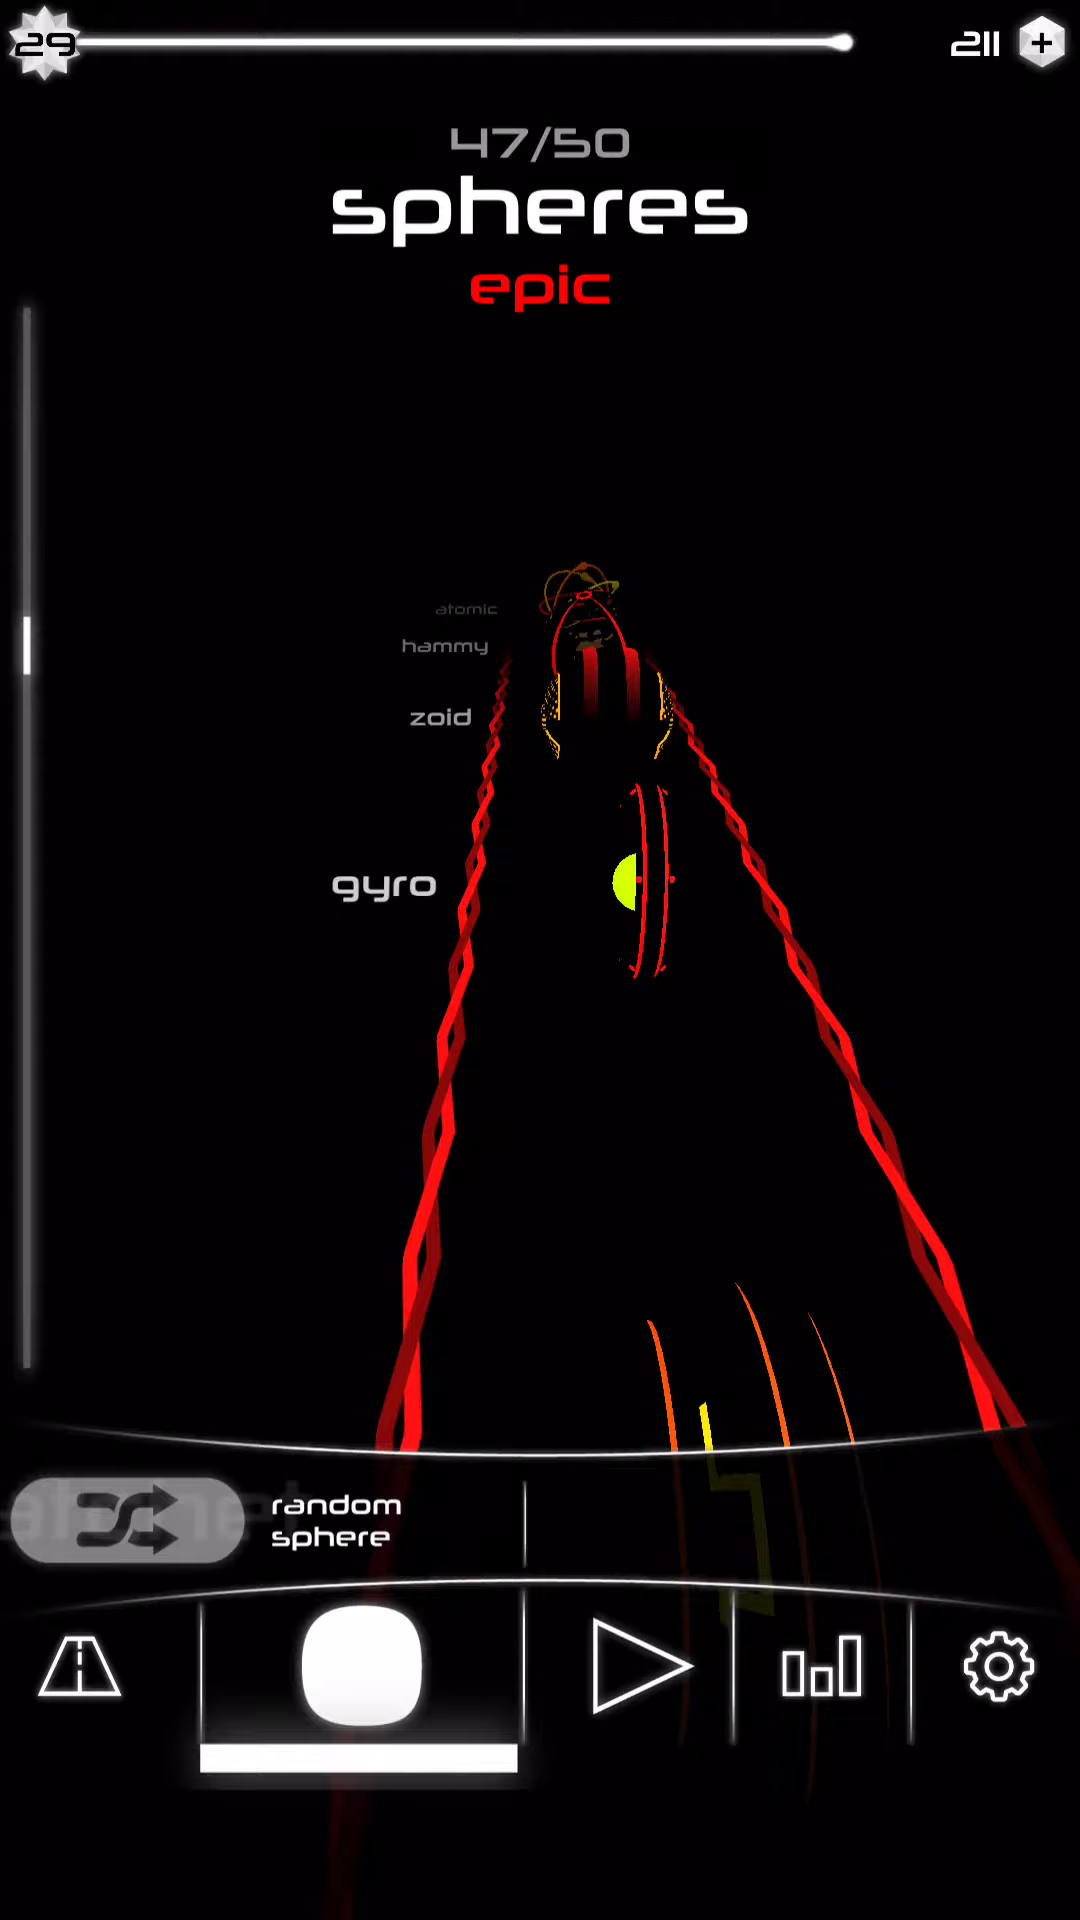 29
211
47/50
spheres
epic
atomic
hammy
zoid
gyro
random
sphere